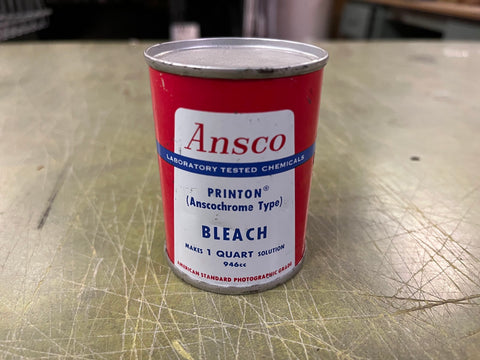 Ansco
LABORATORY TESTED CHEMICALS
PRINTON®
(Anscochrome Type)
BLEACH
MAKES 1 QUART SOLUTION
946cc
AMERICAN STANDARD PHOTOGRAPHIC GRADE